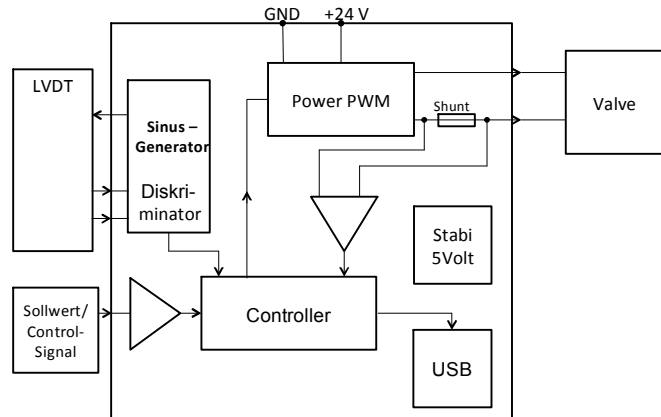 GND +24 V
LVDT
Sinus –
Generator
Diskri-
minator
Power PWM
Shunt
Valve
Stabi
5Volt
Sollwert/
Control-
Signal
Controller
USB